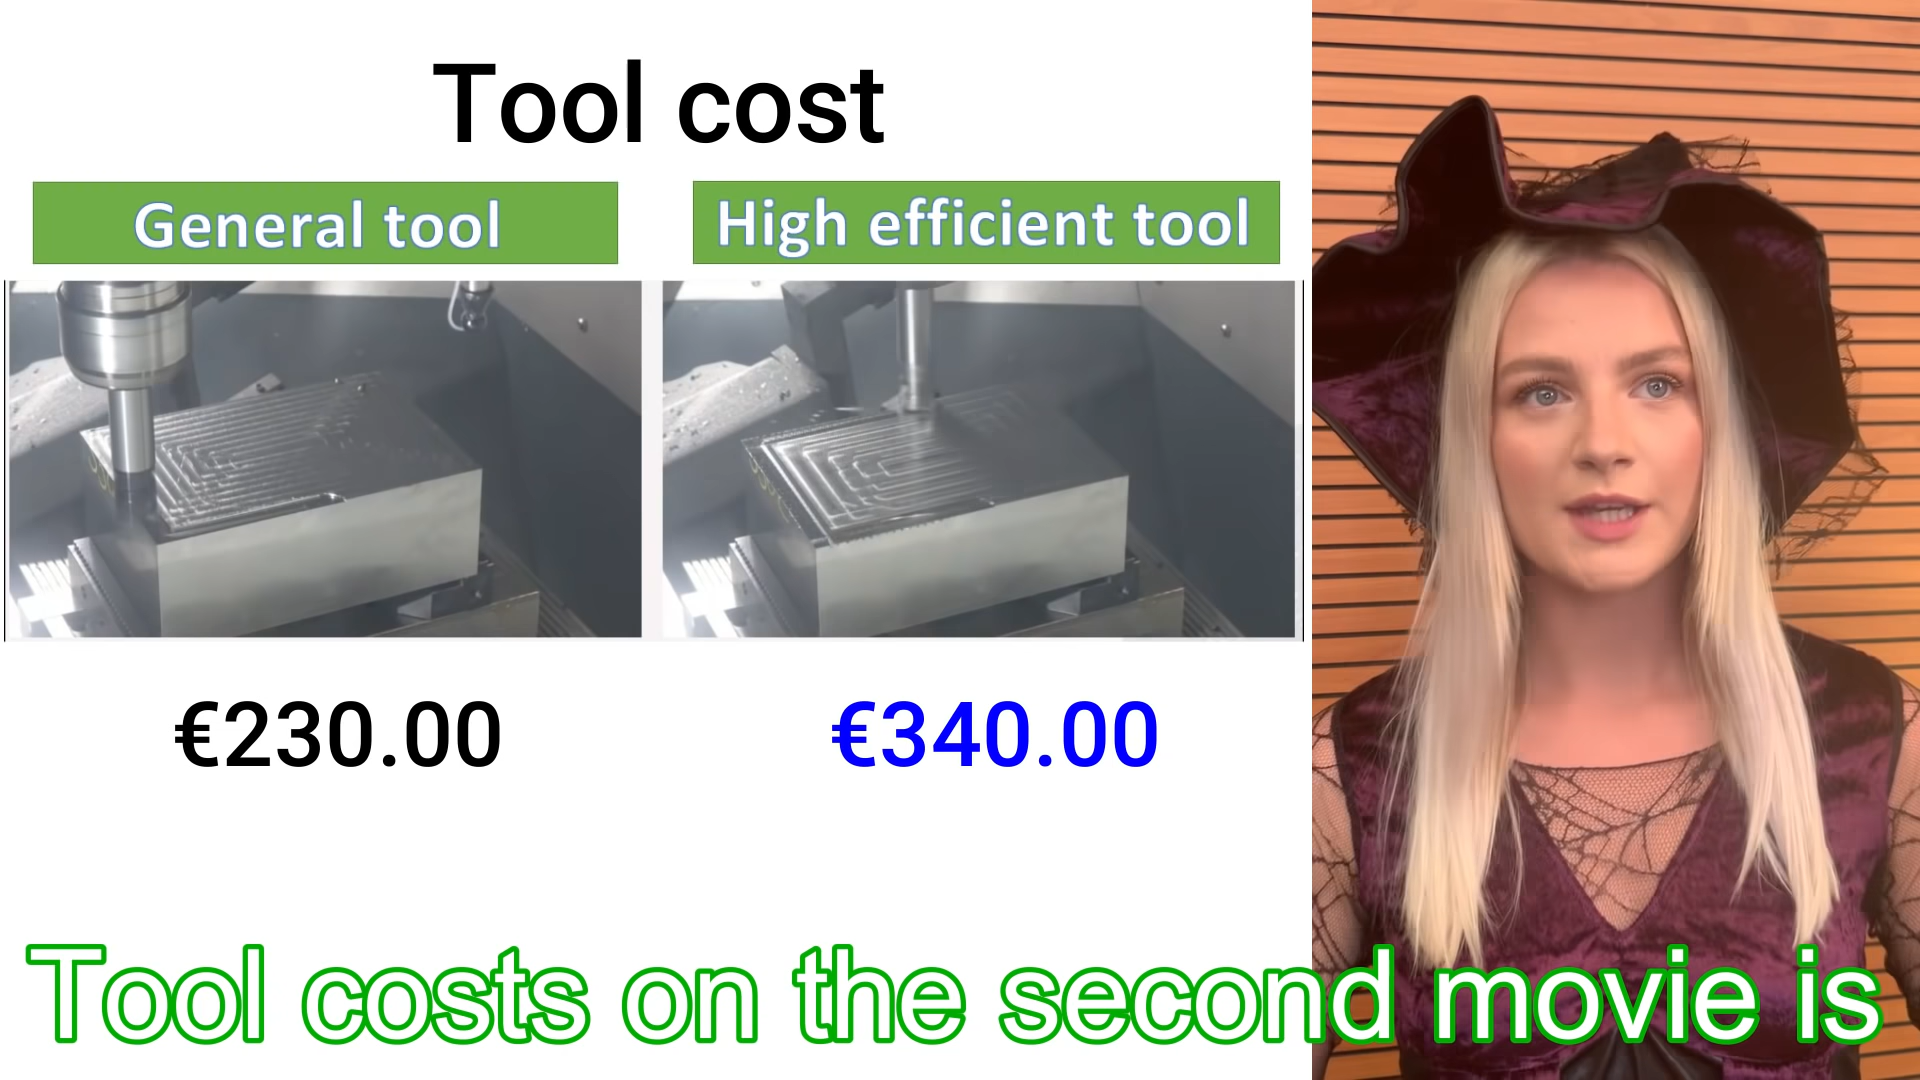 Tool cost
General tool
High efficient tool
€230.00
€340.00
Tool costs on the second movie is